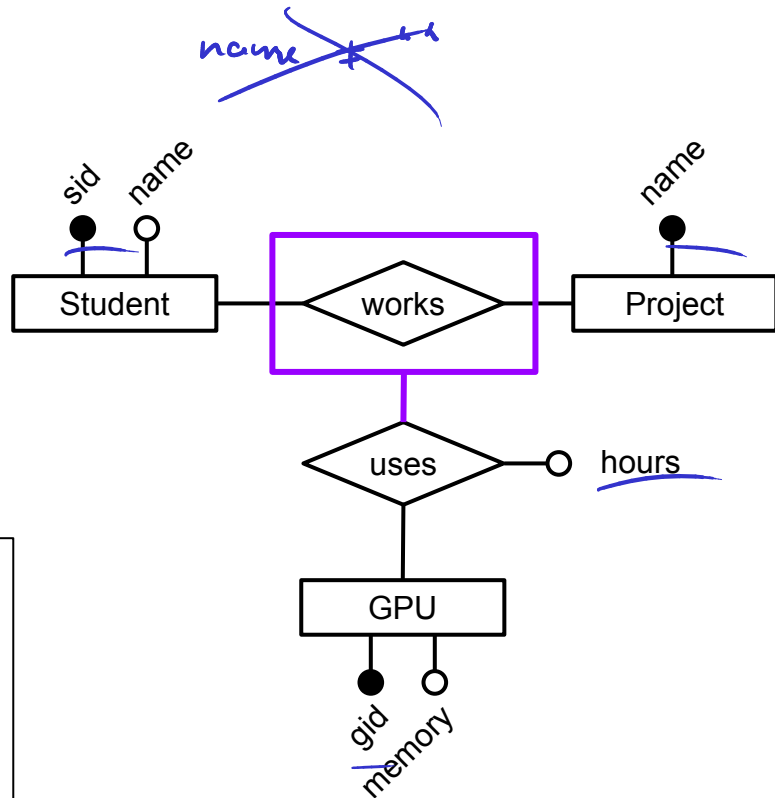 name
sid name
name
Student
works
Project
uses
hours
GPU
gid
memory